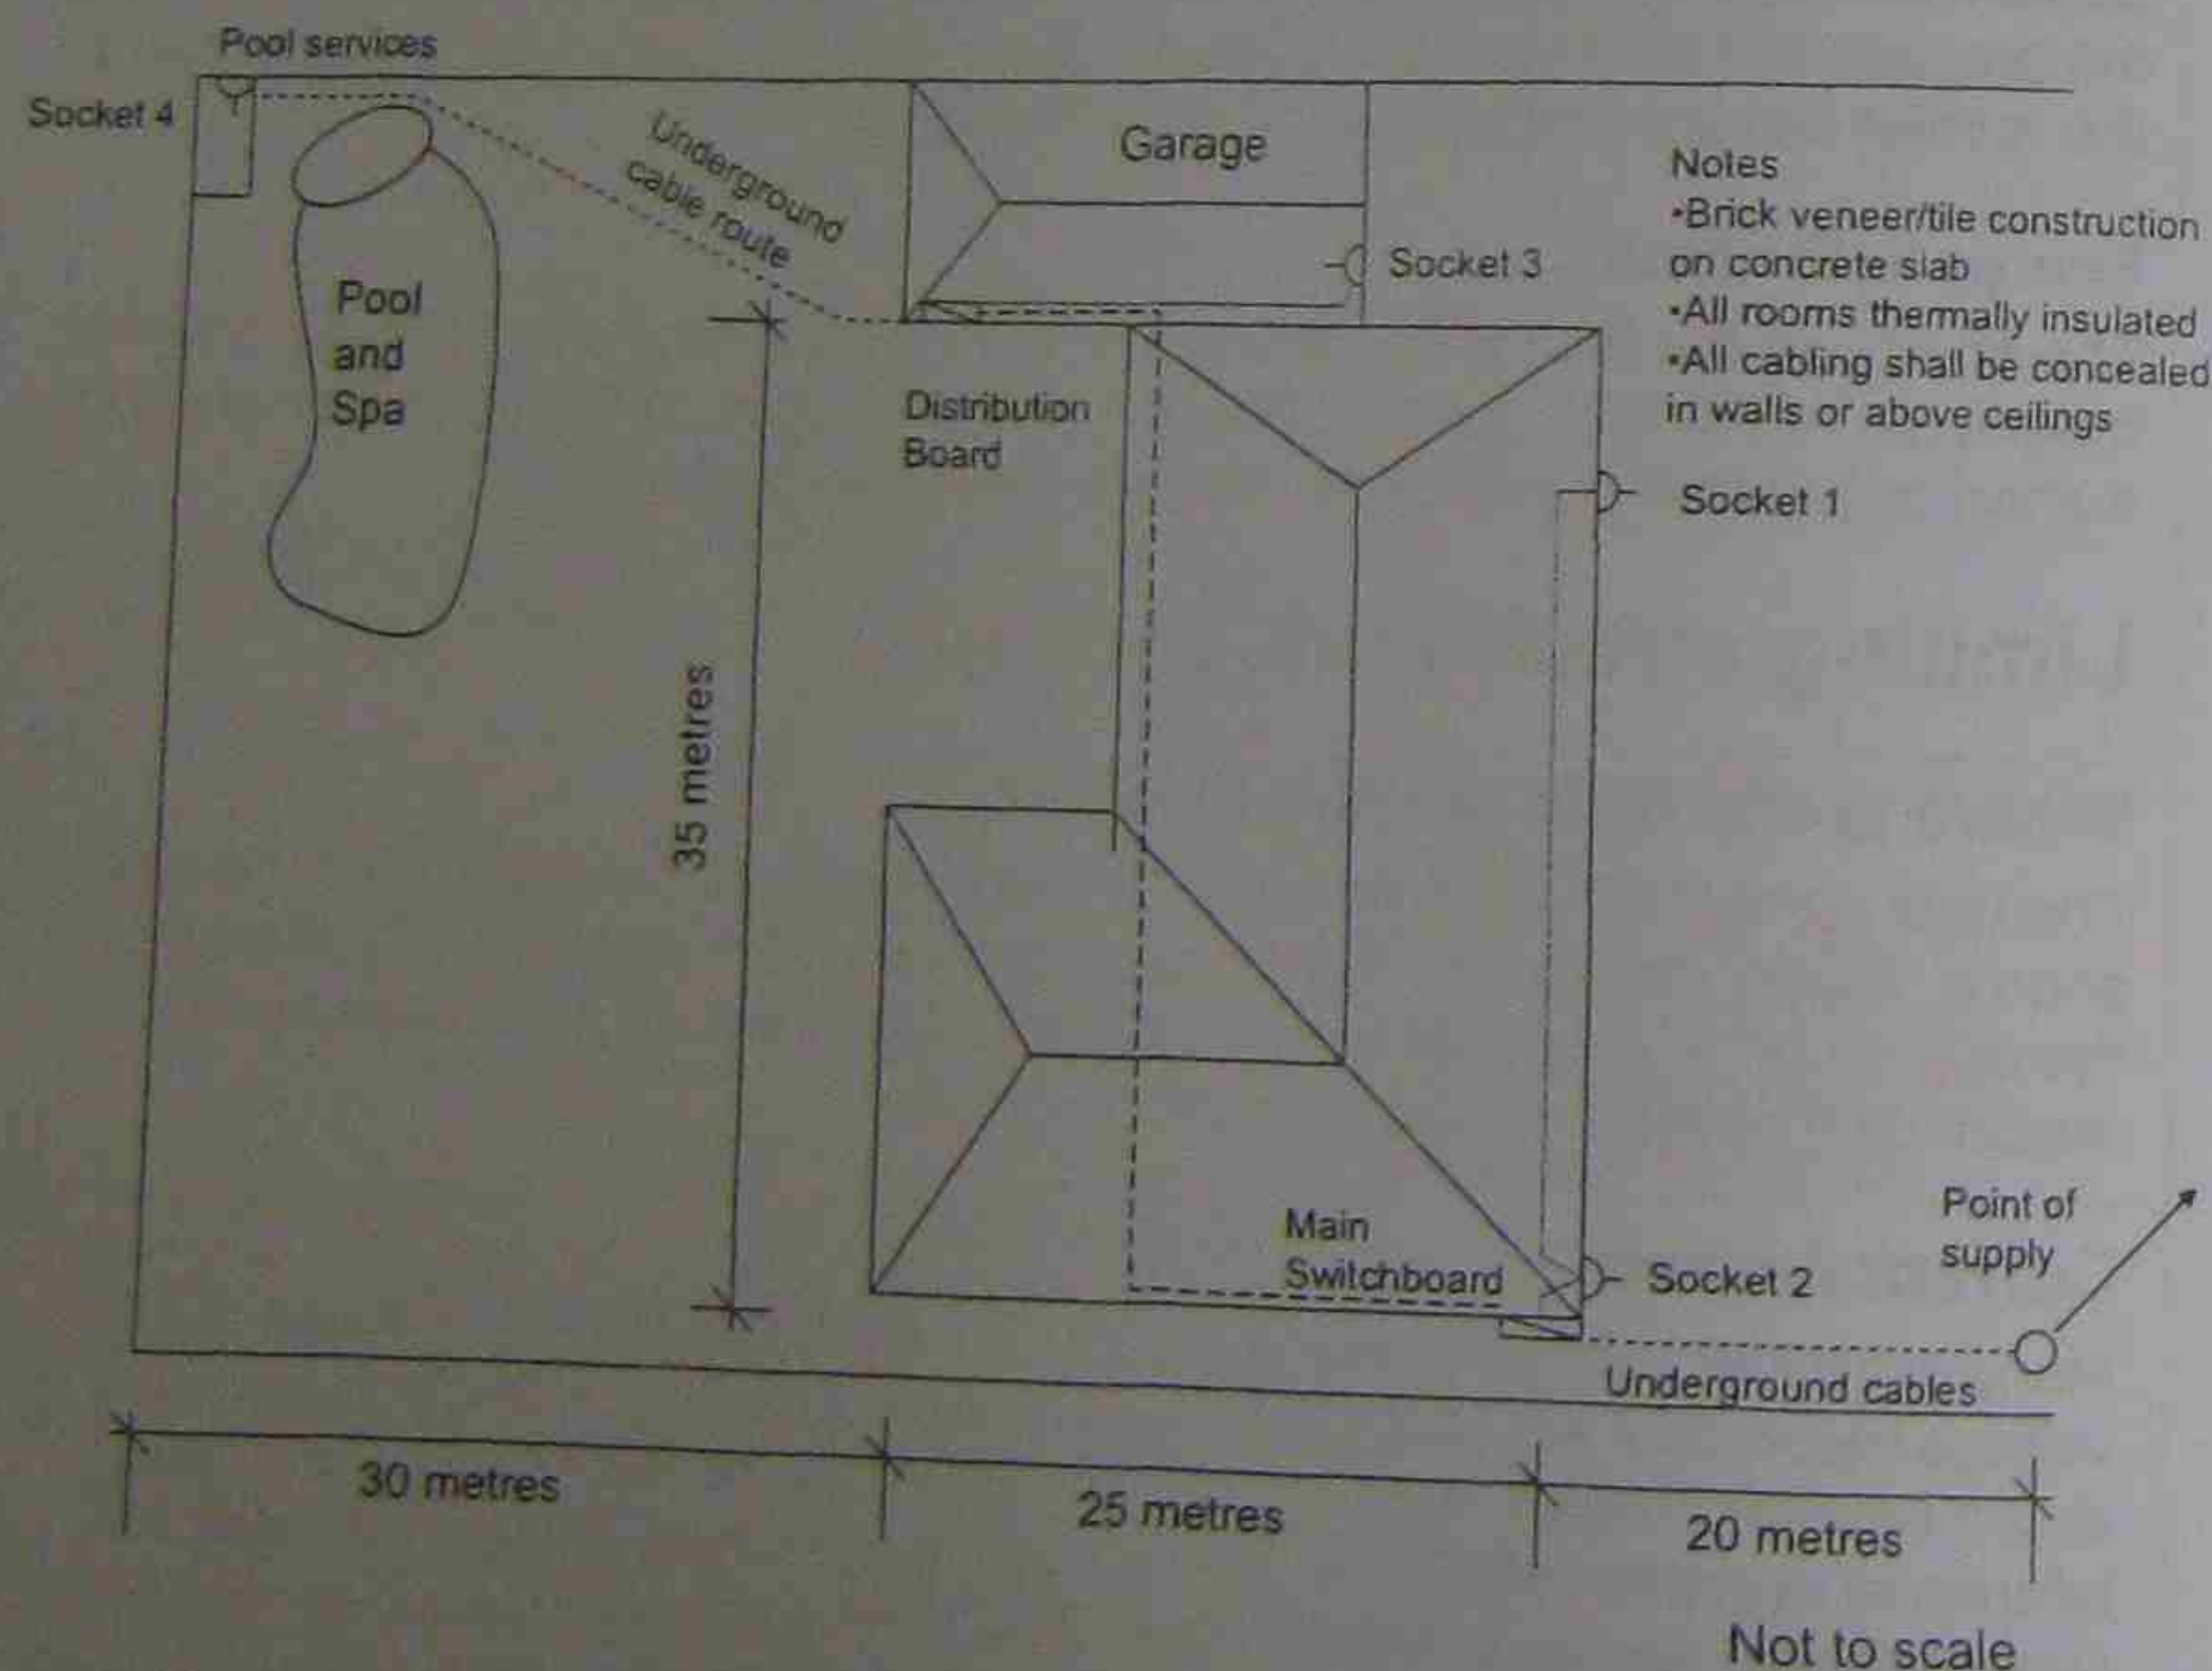 Pool services
Socket 4
Underground
cable route
Garage
Socket 3
Notes
•Brick veneer/tile construction
on concrete slab
•All rooms thermally insulated
•All cabling shall be concealed
in walls or above ceilings
Pool
and
Spa
Distribution
Board
Socket 1
35 metres
Main
Switchboard
Socket 2
Point of
supply
Underground cables
30 metres
25 metres
20 metres
Not to scale